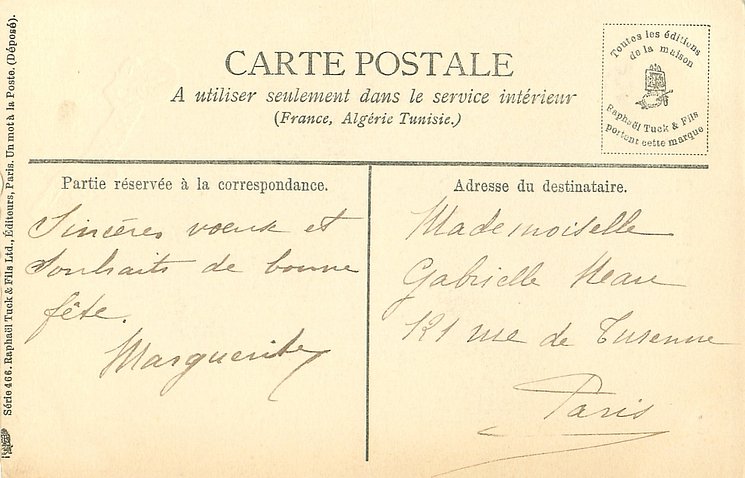 CARTE POSTALE
A utiliser seulement dans le service intérieur
(France, Algérie Tunisie.)
Toutes les éditions
de la maison
Raphaël Tuck & Fils
portent cette marque
Partie réservée à la correspondance.
Sincères voeux et
souhaits de bonne
fête.
Marguerite
Adresse du destinataire.
Mademoiselle
Gabrielle
121 rue de Turenne
Paris
Série 466. Raphaël Tuck & Fils Ltd., Éditeurs, Paris. Un mot à la Poste. (Déposé).